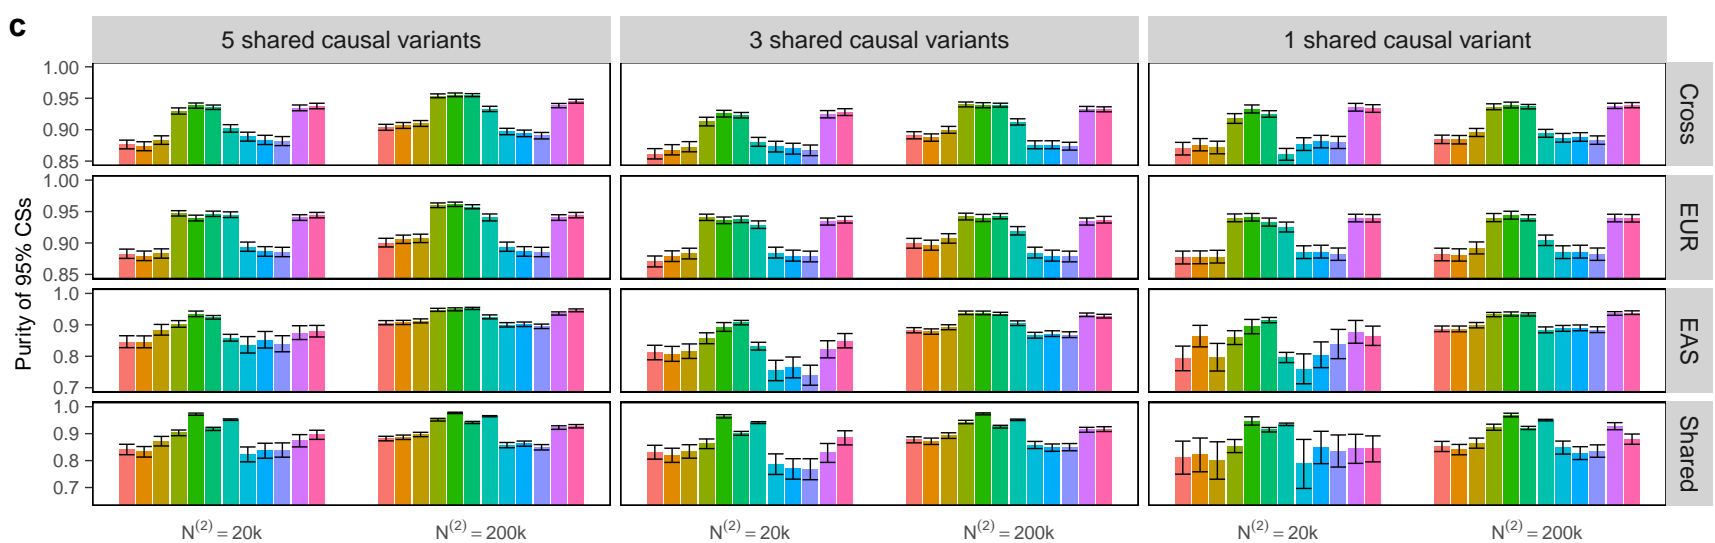 c
5 shared causal variants
3 shared causal variants
1 shared causal variant
Purity of 95% CSs
1.00
0.95
0.90
0.85
Cross
1.00
0.95
0.90
0.85
EUR
1.0
0.9
0.8
0.7
EAS
1.0
0.9
0.8
0.7
Shared
N⁽²⁾ = 20k
N⁽²⁾ = 200k
N⁽²⁾ = 20k
N⁽²⁾ = 200k
N⁽²⁾ = 20k
N⁽²⁾ = 200k